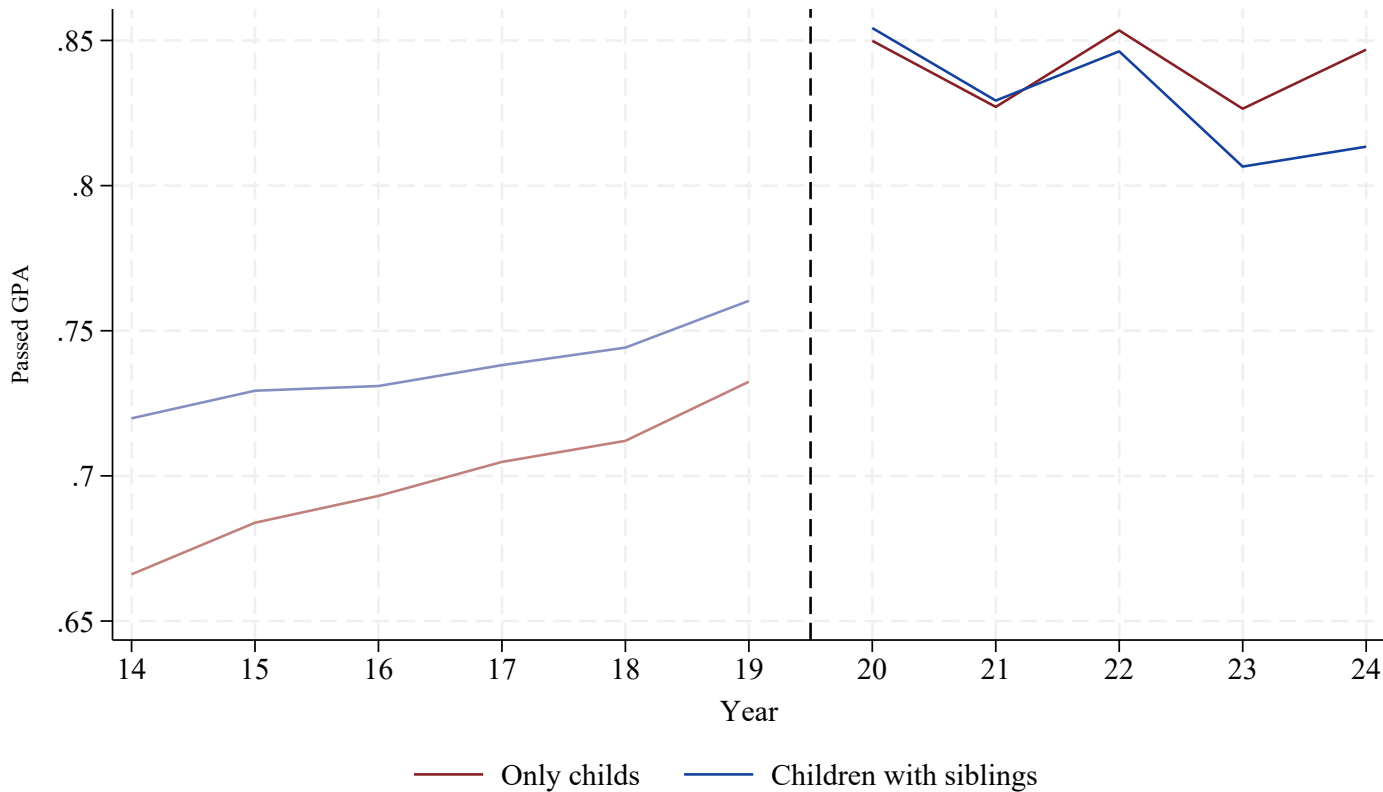 .85
.8
.75
.7
.65
Passed GPA
14 15 16 17 18 19 20 21 22 23 24
Year
Only childs Children with siblings